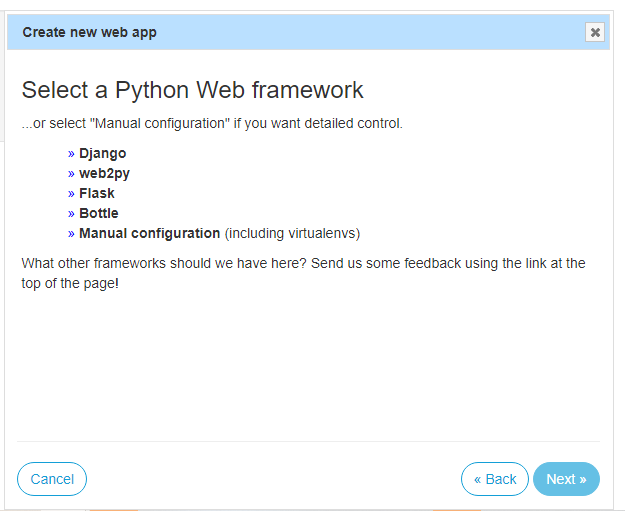 Create new web app
Select a Python Web framework
...or select "Manual configuration" if you want detailed control.
» Django
» web2py
» Flask
» Bottle
» Manual configuration (including virtualenvs)
What other frameworks should we have here? Send us some feedback using the link at the
top of the page!
Cancel
« Back
Next »